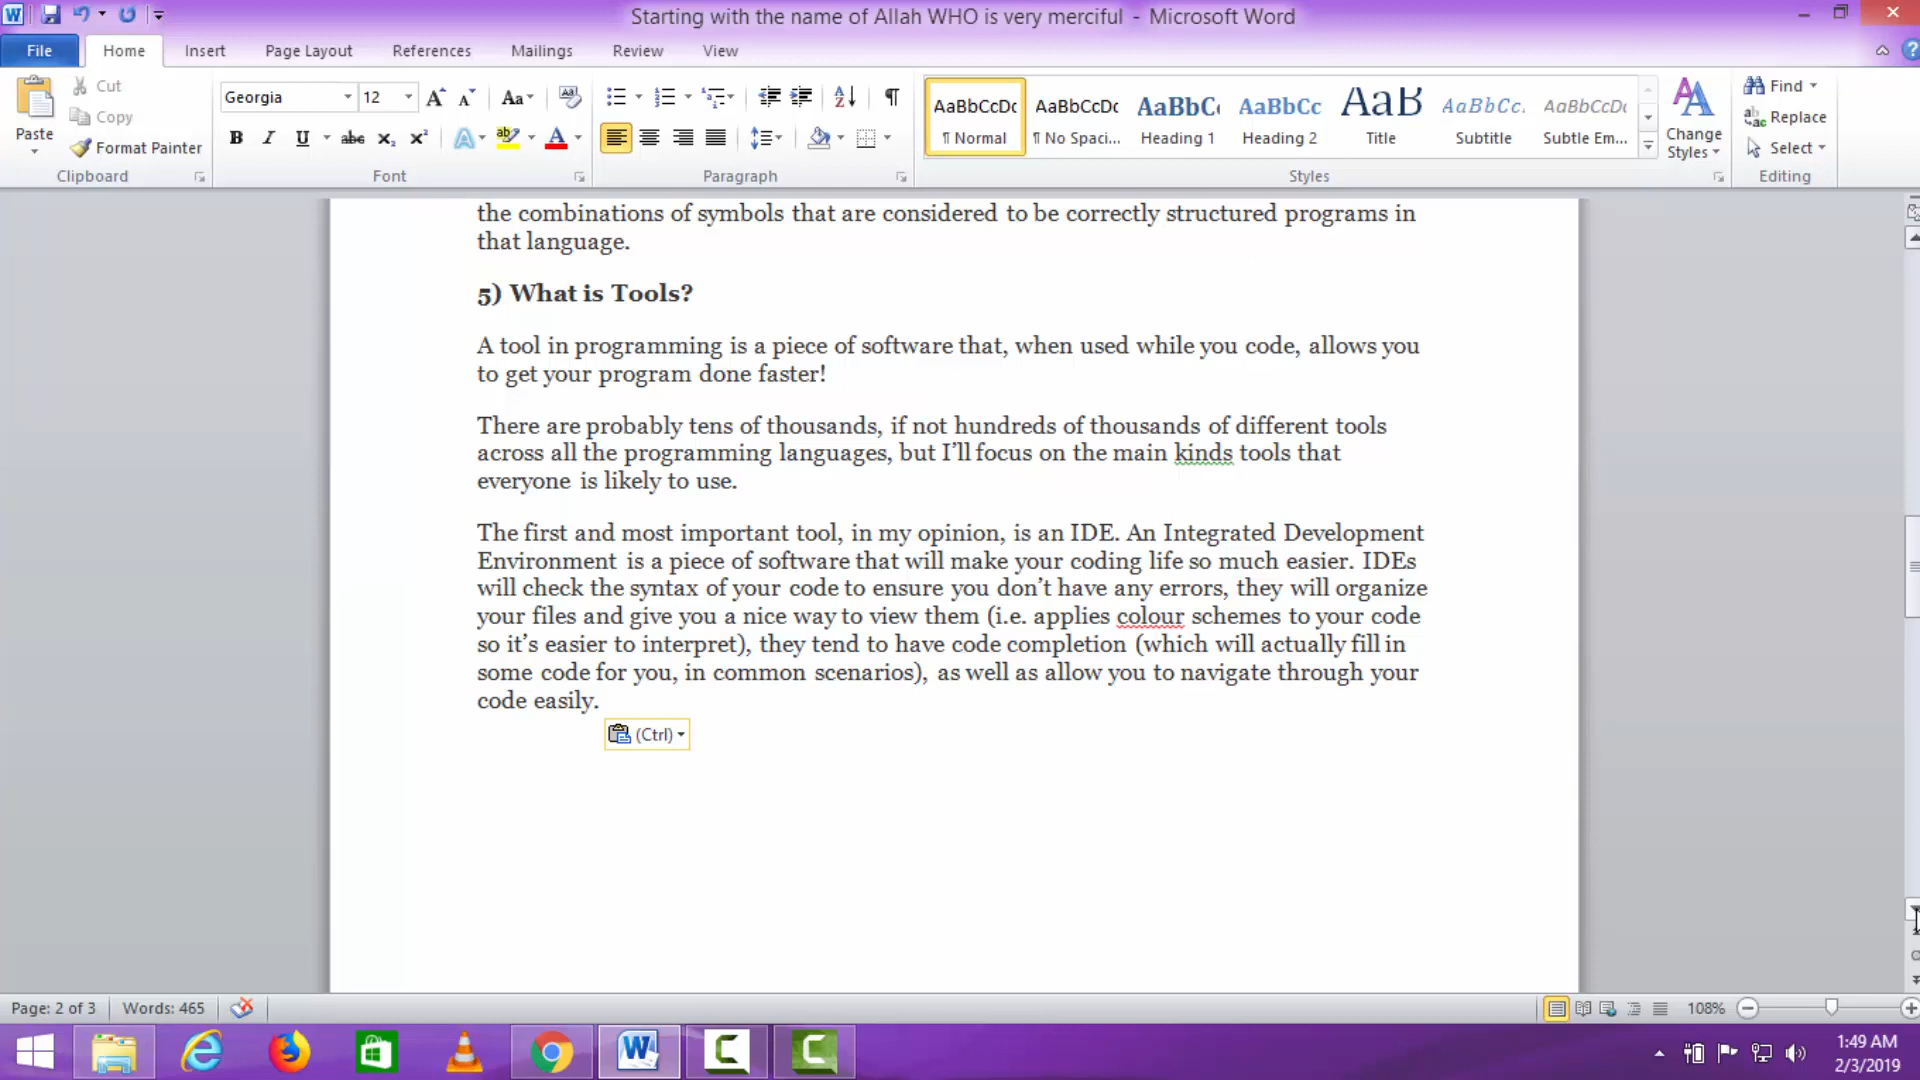 Starting with the name of Allah WHO is very merciful - Microsoft Word
File Home Insert Page Layout References Mailings Review View
Paste
Cut
Copy
Format Painter
Clipboard
Georgia 12
Font
Paragraph
AaBbCcDc AaBbCcDc AaBbCc AaBbCc AaB AaBbCc. AaBbCcDc
¶ Normal ¶ No Spaci... Heading 1 Heading 2 Title Subtitle Subtle Em...
Change Styles
Styles
Find
Replace
Select
Editing
the combinations of symbols that are considered to be correctly structured programs in
that language.
5) What is Tools?
A tool in programming is a piece of software that, when used while you code, allows you
to get your program done faster!
There are probably tens of thousands, if not hundreds of thousands of different tools
across all the programming languages, but I’ll focus on the main kinds tools that
everyone is likely to use.
The first and most important tool, in my opinion, is an IDE. An Integrated Development
Environment is a piece of software that will make your coding life so much easier. IDEs
will check the syntax of your code to ensure you don’t have any errors, they will organize
your files and give you a nice way to view them (i.e. applies colour schemes to your code
so it’s easier to interpret), they tend to have code completion (which will actually fill in
some code for you, in common scenarios), as well as allow you to navigate through your
code easily.
(Ctrl)
Page: 2 of 3 Words: 465
108%
1:49 AM
2/3/2019